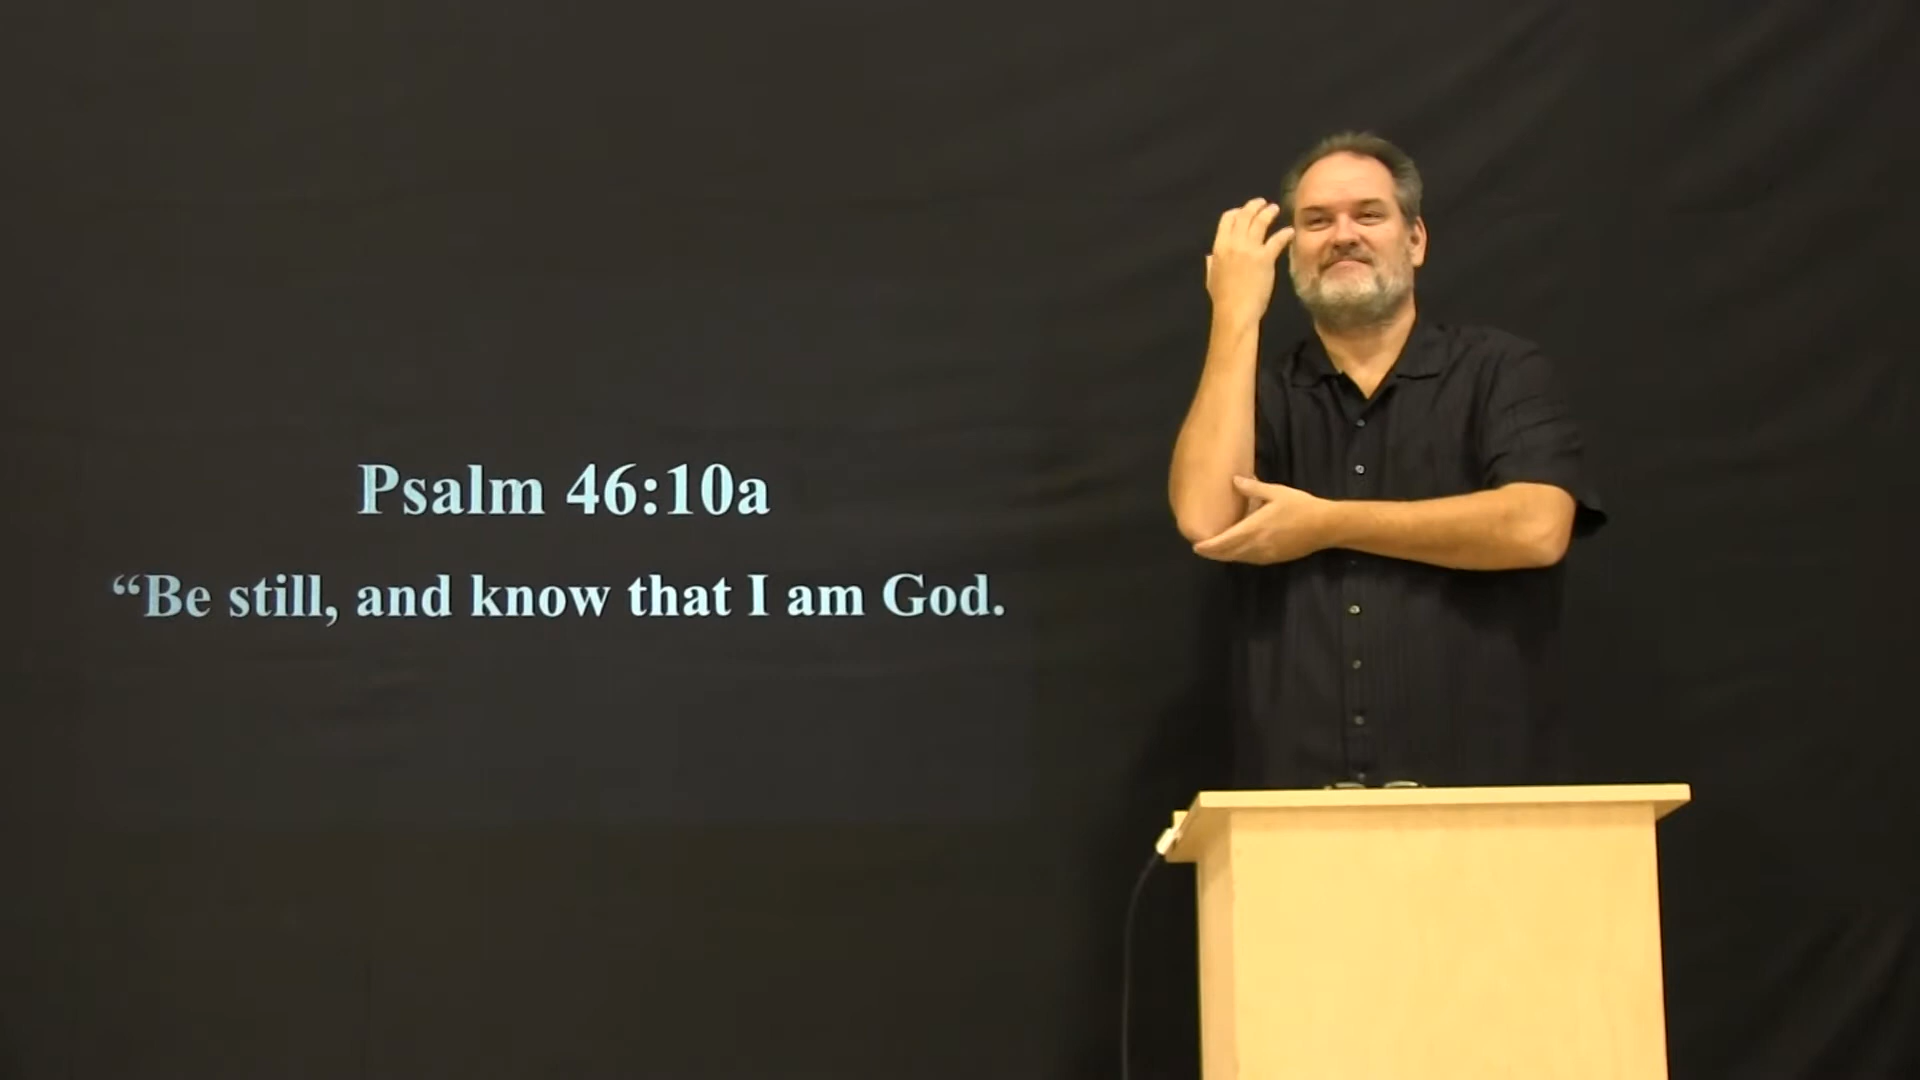 Psalm 46:10a
“Be still, and know that I am God.